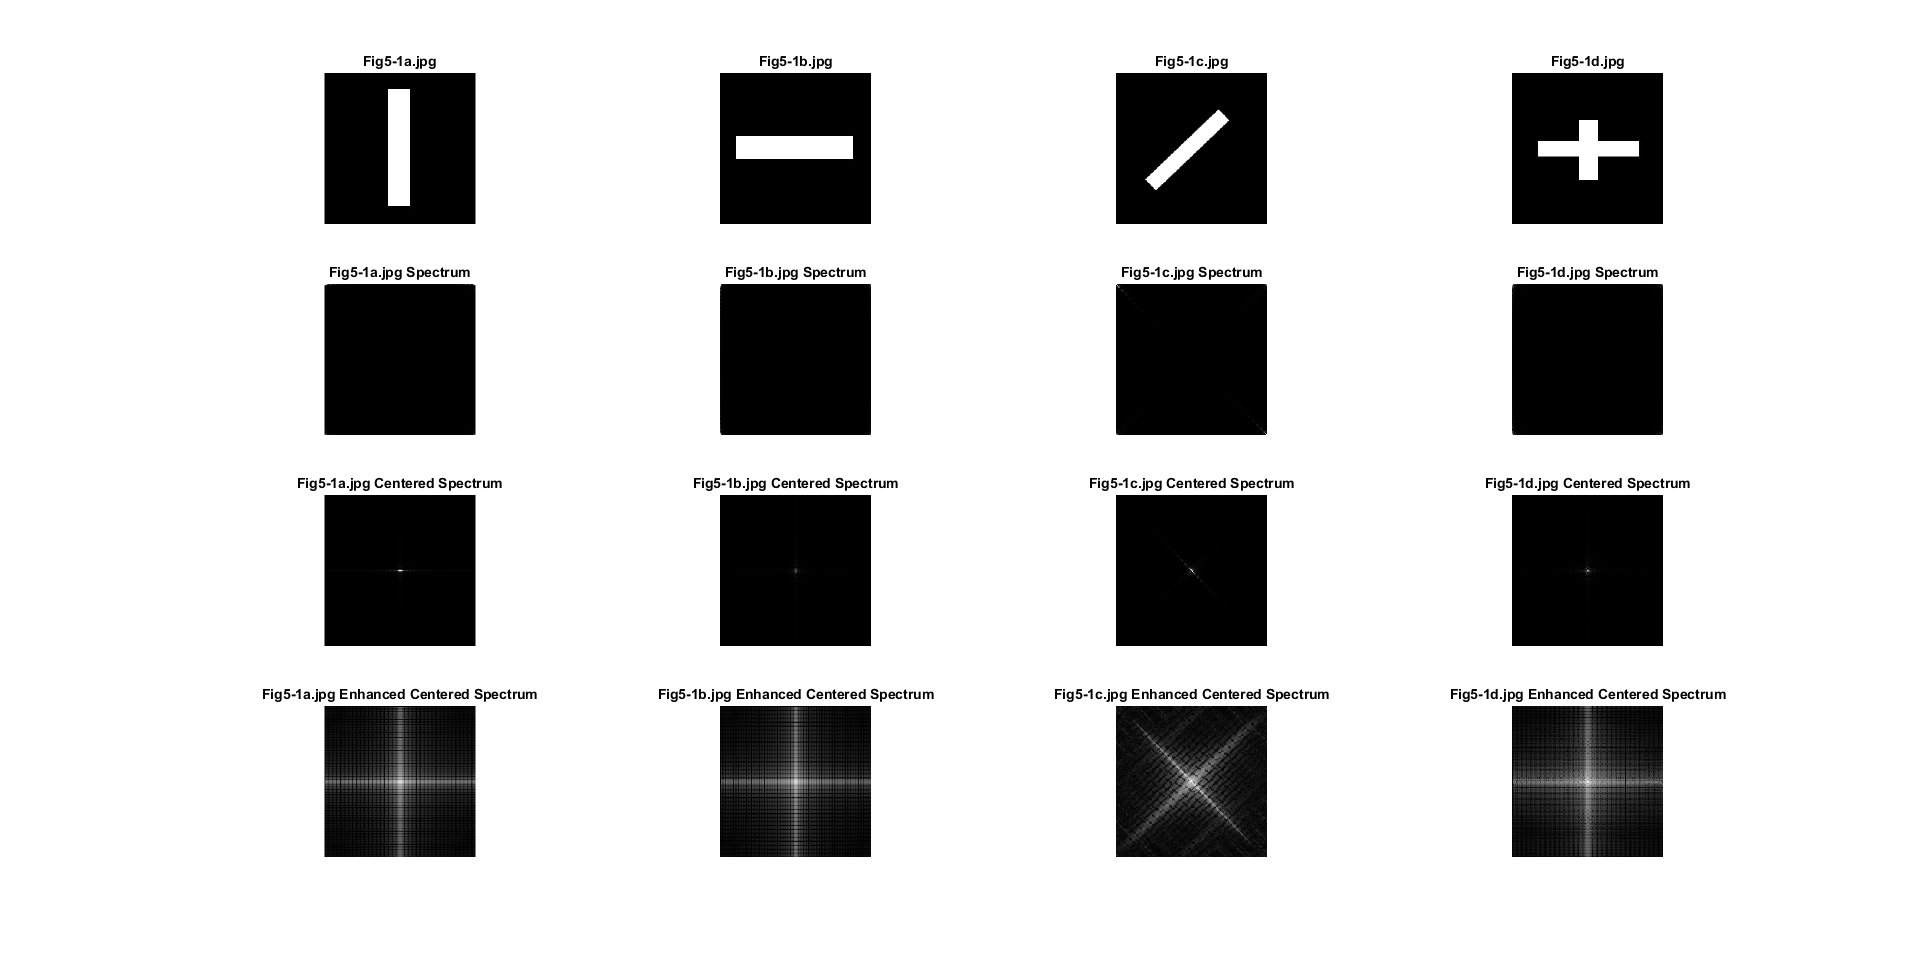 Fig5-1a.jpg
Fig5-1b.jpg
Fig5-1c.jpg
Fig5-1d.jpg
Fig5-1a.jpg Spectrum
Fig5-1b.jpg Spectrum
Fig5-1c.jpg Spectrum
Fig5-1d.jpg Spectrum
Fig5-1a.jpg Centered Spectrum
Fig5-1b.jpg Centered Spectrum
Fig5-1c.jpg Centered Spectrum
Fig5-1d.jpg Centered Spectrum
Fig5-1a.jpg Enhanced Centered Spectrum
Fig5-1b.jpg Enhanced Centered Spectrum
Fig5-1c.jpg Enhanced Centered Spectrum
Fig5-1d.jpg Enhanced Centered Spectrum